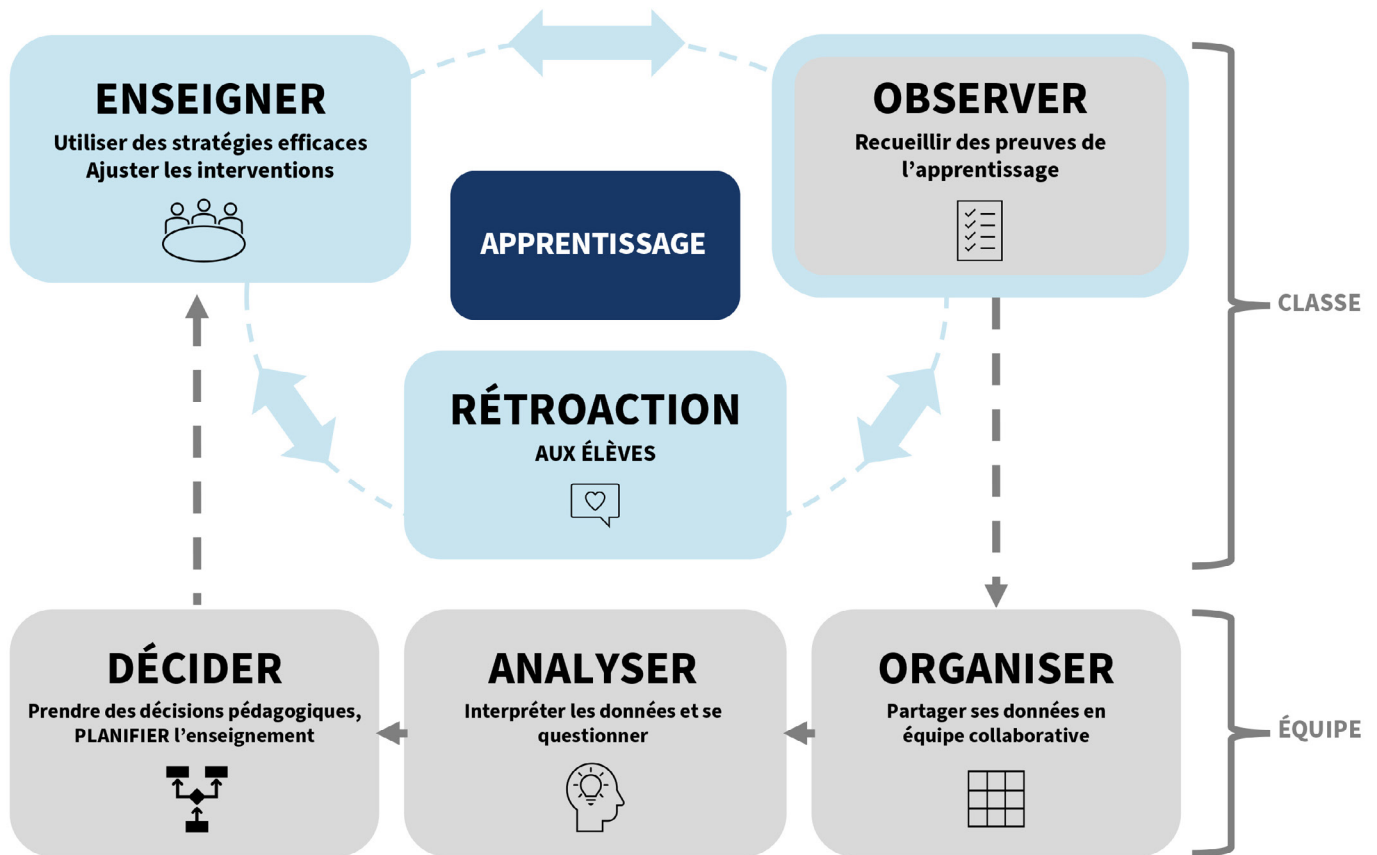 ENSEIGNER
Utiliser des stratégies efficaces
Ajuster les interventions
OBSERVER
Recueillir des preuves de
l’apprentissage
APPRENTISSAGE
CLASSE
RÉTROACTION
AUX ÉLÈVES
DÉCIDER
Prendre des décisions pédagogiques,
PLANIFIER l’enseignement
ANALYSER
Interpréter les données et se
questionner
ORGANISER
Partager ses données en
équipe collaborative
ÉQUIPE